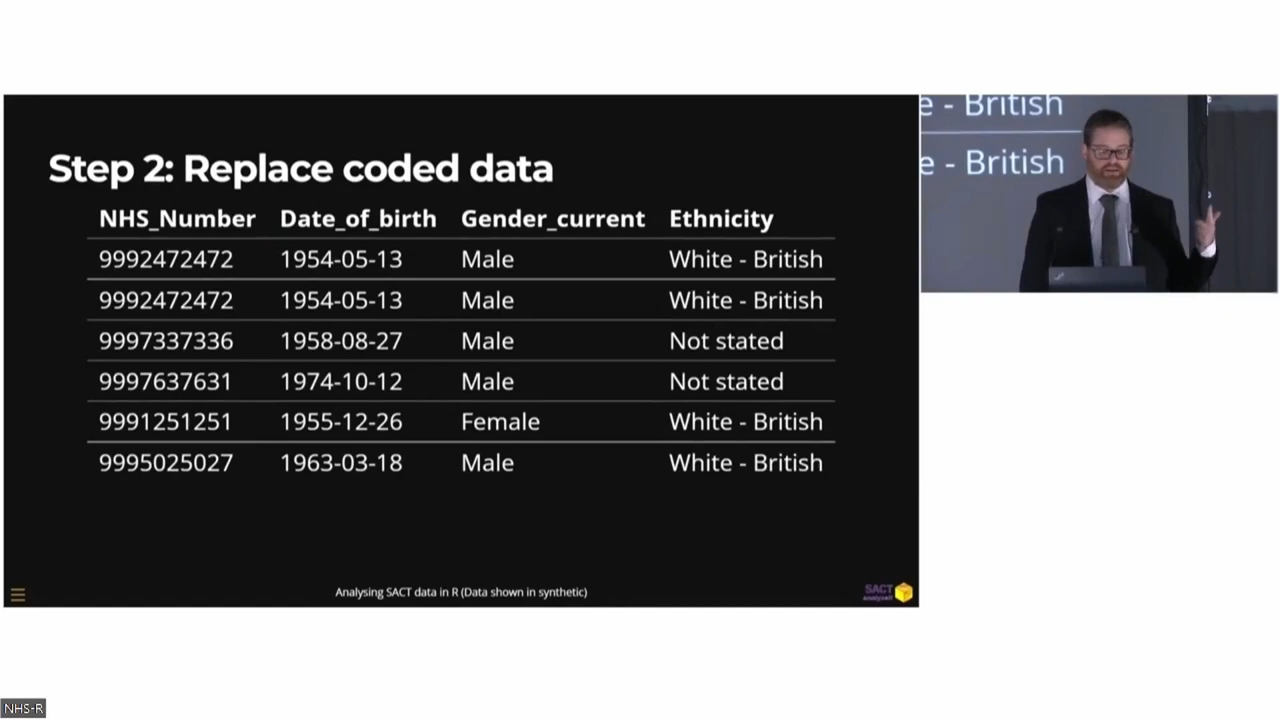 Step 2: Replace coded data
NHS_Number Date_of_birth Gender_current Ethnicity
9992472472 1954-05-13 Male White - British
9992472472 1954-05-13 Male White - British
9997337336 1958-08-27 Male Not stated
9997637631 1974-10-12 Male Not stated
9991251251 1955-12-26 Female White - British
9995025027 1963-03-18 Male White - British
Analysing SACT data in R (Data shown in synthetic)
SACT
analyseR
e - British
e - British
NHS-R